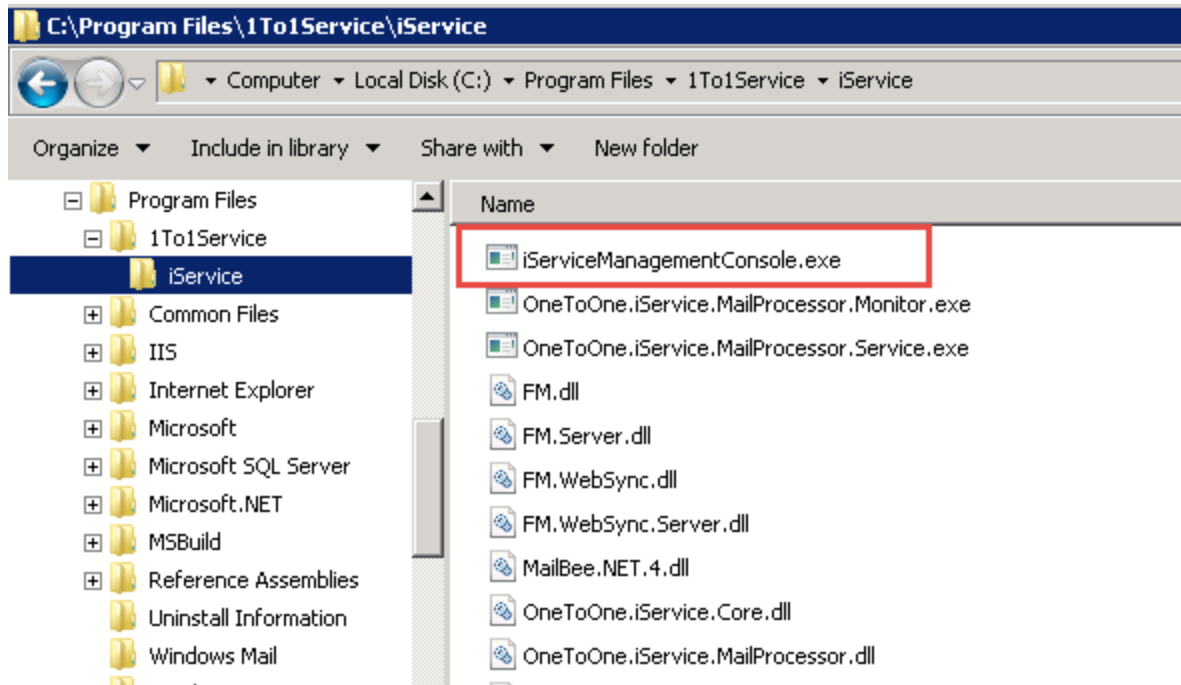 C:\Program Files\1To1Service\iService
Computer Local Disk (C:) Program Files 1To1Service iService
Organize Include in library Share with New folder
Program Files
1To1Service
iService
Common Files
IIS
Internet Explorer
Microsoft
Microsoft SQL Server
Microsoft.NET
MSBuild
Reference Assemblies
Uninstall Information
Windows Mail
Name
iServiceManagementConsole.exe
OneToOne.iService.MailProcessor.Monitor.exe
OneToOne.iService.MailProcessor.Service.exe
FM.dll
FM.Server.dll
FM.WebSync.dll
FM.WebSync.Server.dll
MailBee.NET.4.dll
OneToOne.iService.Core.dll
OneToOne.iService.MailProcessor.dll